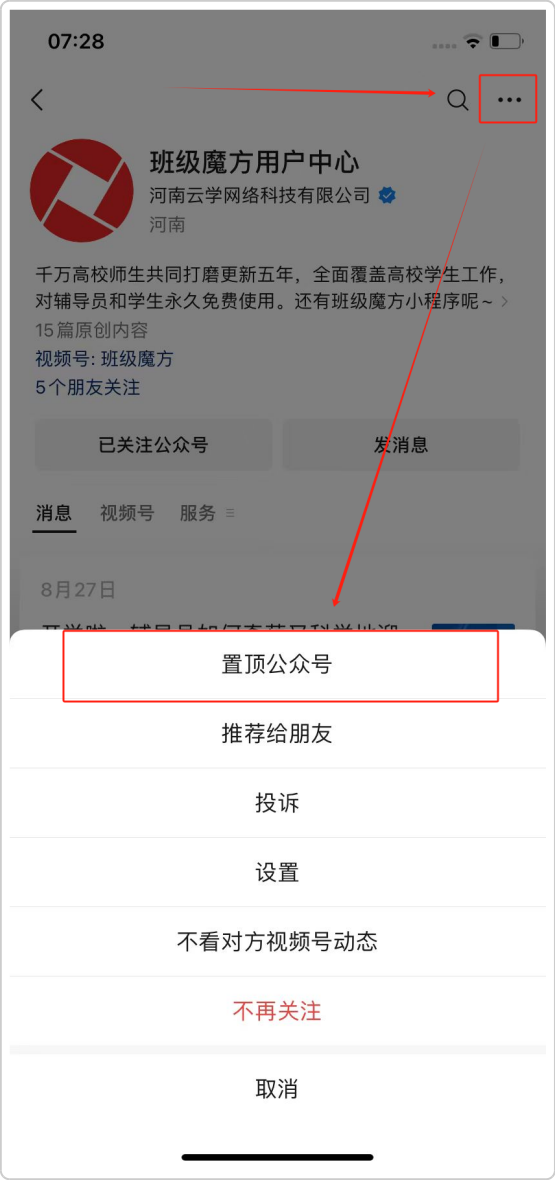 07:28
班级魔方用户中心
河南云学网络科技有限公司
河南
千万高校师生共同打磨更新五年，全面覆盖高校学生工作，
对辅导员和学生永久免费使用。还有班级魔方小程序呢~
15篇原创内容
视频号: 班级魔方
5个朋友关注
已关注公众号 发消息
消息 视频号 服务
8月27日
置顶公众号
推荐给朋友
投诉
设置
不看对方视频号动态
不再关注
取消